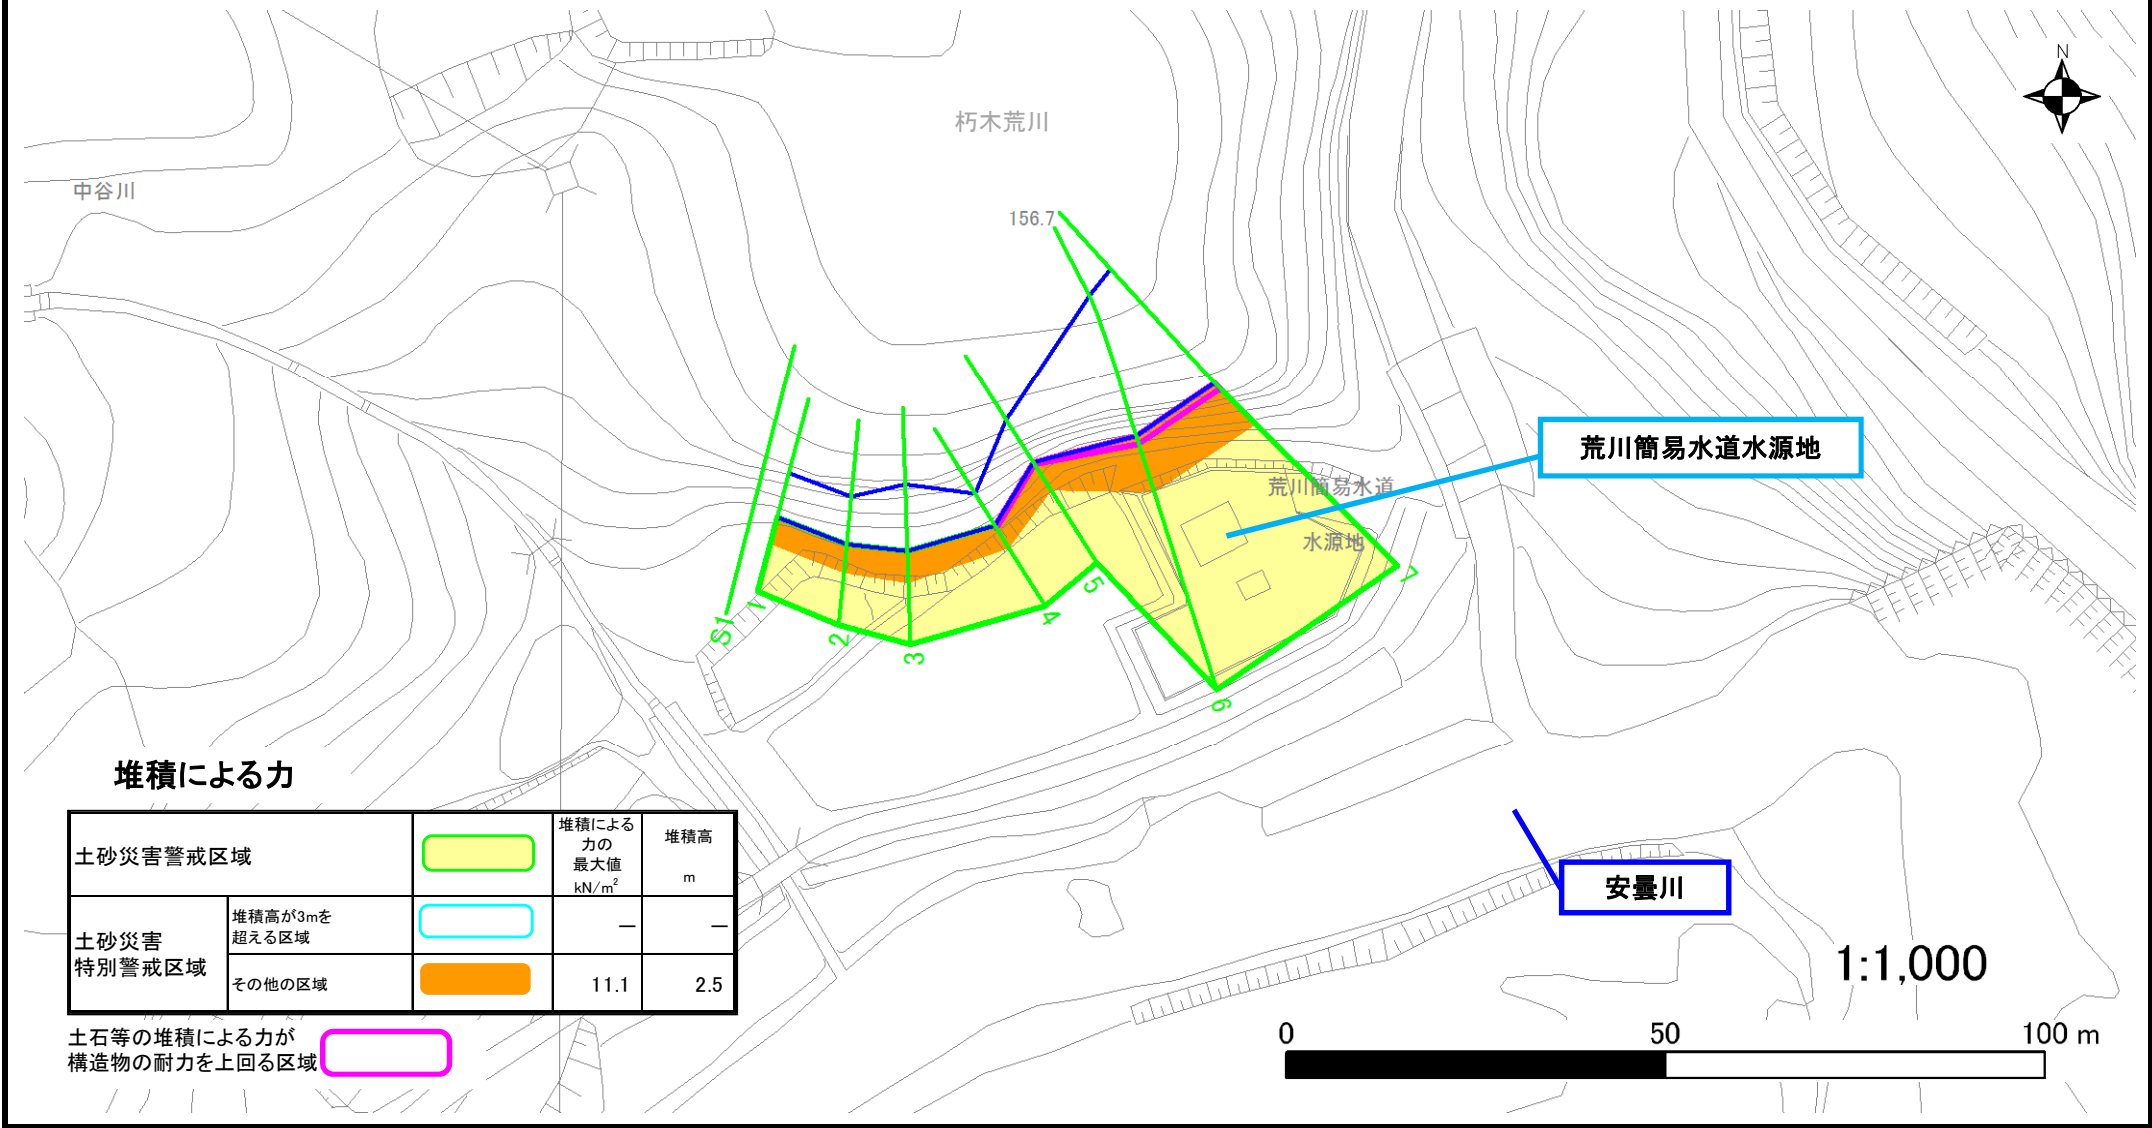 N
朽木荒川
中谷川
156.7
荒川簡易水道水源地
荒川簡易水道
水源地
S1
1
2
3
4
5
6
7
安曇川
堆積による力
土砂災害警戒区域
堆積による
力の
最大値
kN/m²
堆積高
m
土砂災害
特別警戒区域
堆積高が3mを
超える区域
―
―
その他の区域
11.1
2.5
土石等の堆積による力が
構造物の耐力を上回る区域
1:1,000
0
50
100 m